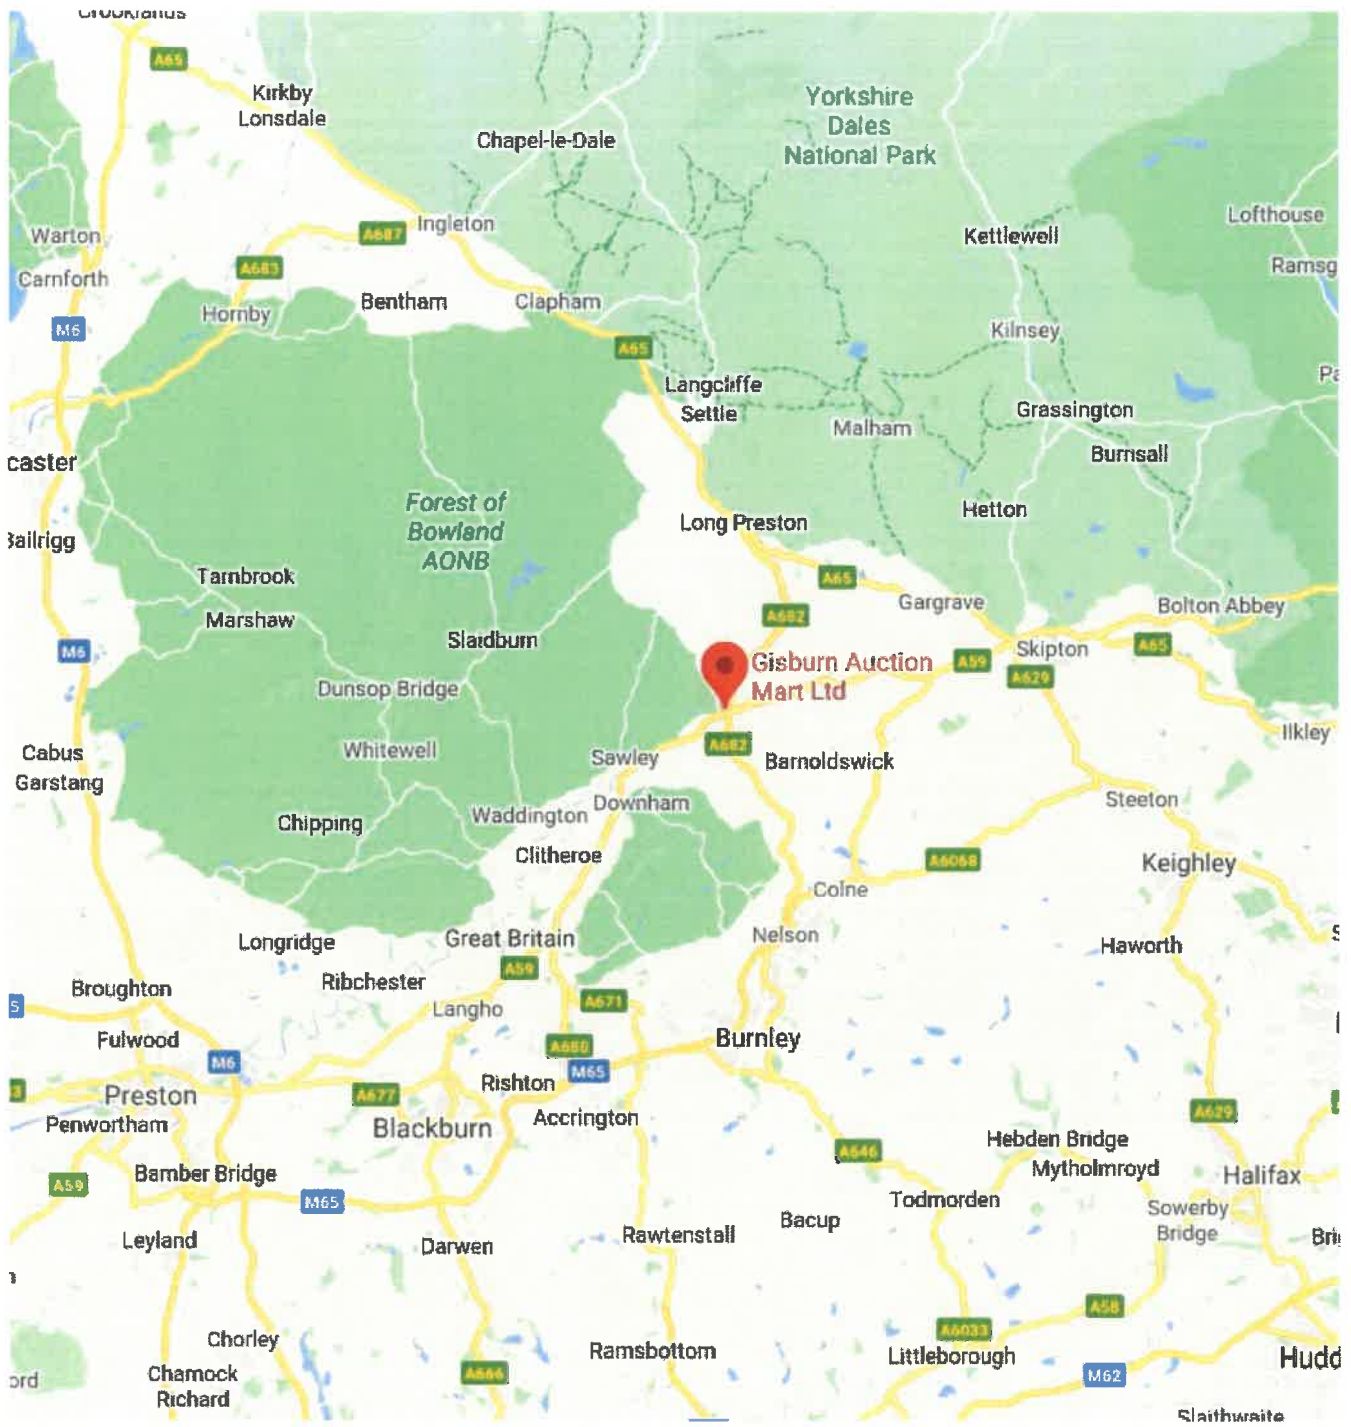 Crooklands
A65
Kirkby
Lonsdale
Yorkshire
Dales
National Park
Chapel-le-Dale
Ingleton
A687
Warton
Lofthouse
Kettlewell
A683
Carnforth
Ramsg
Bentham
Clapham
Hornby
M6
Kilnsey
A65
Langcliffe
Settle
Grassington
Malham
Burnsall
caster
Forest of
Bowland
AONB
Hetton
Long Preston
Bailrigg
Tarnbrook
A65
Gargrave
Bolton Abbey
A682
Marshaw
Slaidburn
M6
Skipton
A65
Gisburn Auction
Mart Ltd
A59
A629
Dunsop Bridge
Ilkley
Cabus
Garstang
Whitewell
Sawley
A682
Barnoldswick
Steeton
Downham
Waddington
Chipping
Clitheroe
A6068
Keighley
Colne
Longridge
Great Britain
Nelson
Haworth
A59
Ribchester
Broughton
Langho
A671
Fulwood
Burnley
A680
M6
M65
Rishton
Preston
A677
Accrington
A629
Penwortham
Blackburn
Hebden Bridge
A646
Mytholmroyd
Bamber Bridge
Halifax
A59
M65
Todmorden
Sowerby
Bridge
Bacup
Leyland
Darwen
Rawtenstall
Brig
A58
A6033
Chorley
Ramsbottom
Littleborough
Hudd
Charnock
Richard
A666
M62
ord
Slaithwaite